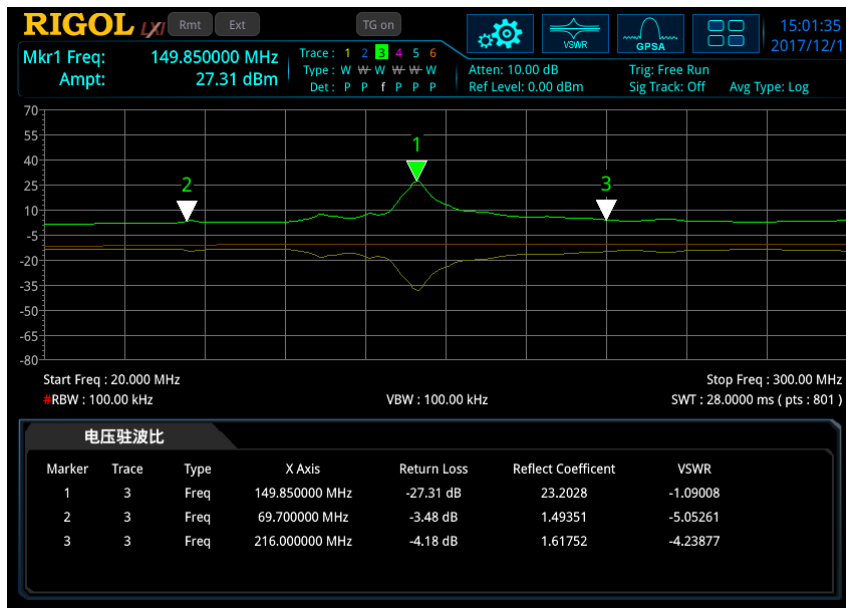 RIGOL LXI Rmt Ext TG on VSWR GPSA 15:01:35
2017/12/1
Mkr1 Freq: 149.850000 MHz
Ampt: 27.31 dBm
Trace : 1 2 3 4 5 6
Type : W W W W W W
Det : P P f P P P
Atten: 10.00 dB Trig: Free Run
Ref Level: 0.00 dBm Sig Track: Off Avg Type: Log
70
55
40
25
10
-5
-20
-35
-50
-65
-80
1
2
3
Start Freq : 20.000 MHz Stop Freq : 300.00 MHz
#RBW : 100.00 kHz VBW : 100.00 kHz SWT : 28.0000 ms ( pts : 801 )
电压驻波比
Marker Trace Type X Axis Return Loss Reflect Coefficent VSWR
1 3 Freq 149.850000 MHz -27.31 dB 23.2028 -1.09008
2 3 Freq 69.700000 MHz -3.48 dB 1.49351 -5.05261
3 3 Freq 216.000000 MHz -4.18 dB 1.61752 -4.23877